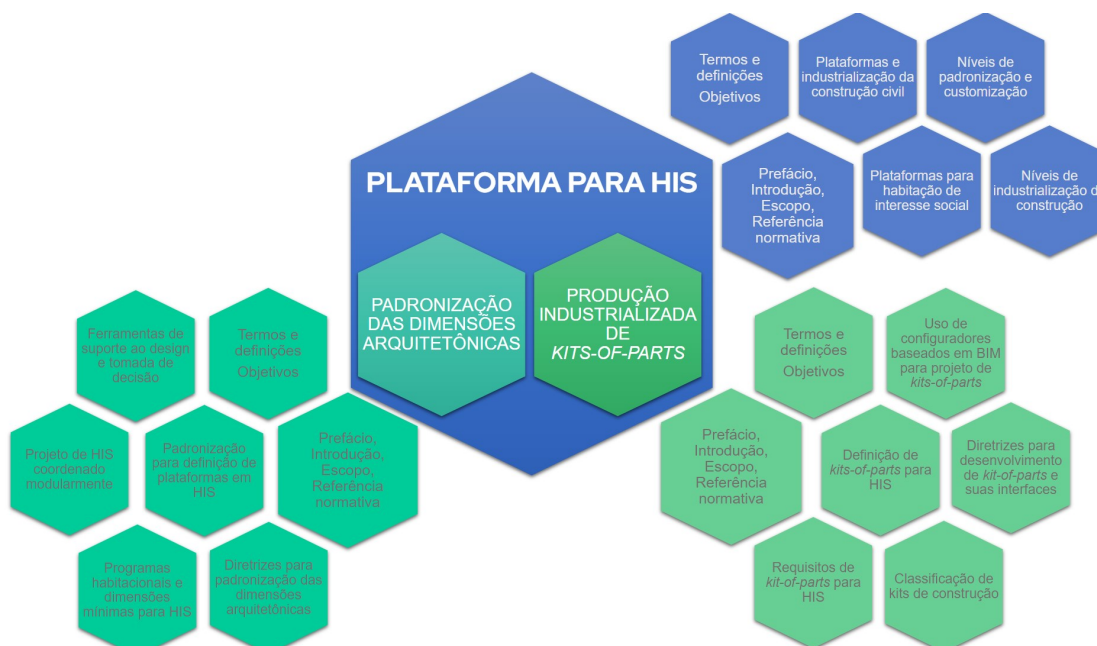 Termos e
definições
Objetivos
Plataformas e
industrialização da
construção civil
Níveis de
padronização e
customização
Prefácio,
Introdução,
Escopo,
Referência
normativa
Plataformas para
habitação de
interesse social
Níveis de
industrialização d
construção
PLATAFORMA PARA HIS
PADRONIZAÇÃO
DAS DIMENSÕES
ARQUITETÔNICAS
PRODUÇÃO
INDUSTRIALIZADA
DE
KITS-OF-PARTS
Ferramentas de
suporte ao design
e tomada de
decisão
Termos e
definições
Objetivos
Projeto de HIS
coordenado
modularmente
Padronização
para definição de
plataformas em
HIS
Prefácio,
Introdução,
Escopo,
Referência
normativa
Programas
habitacionais e
dimensões
mínimas para HIS
Diretrizes para
padronização das
dimensões
arquitetônicas
Termos e
definições
Objetivos
Uso de
configuradores
baseados em BIM
para projeto de
kits-of-parts
Prefácio,
Introdução,
Escopo,
Referência
normativa
Definição de
kits-of-parts para
HIS
Diretrizes para
desenvolvimento
de kit-of-parts e
suas interfaces
Requisitos de
kit-of-parts para
HIS
Classificação de
kits de construção